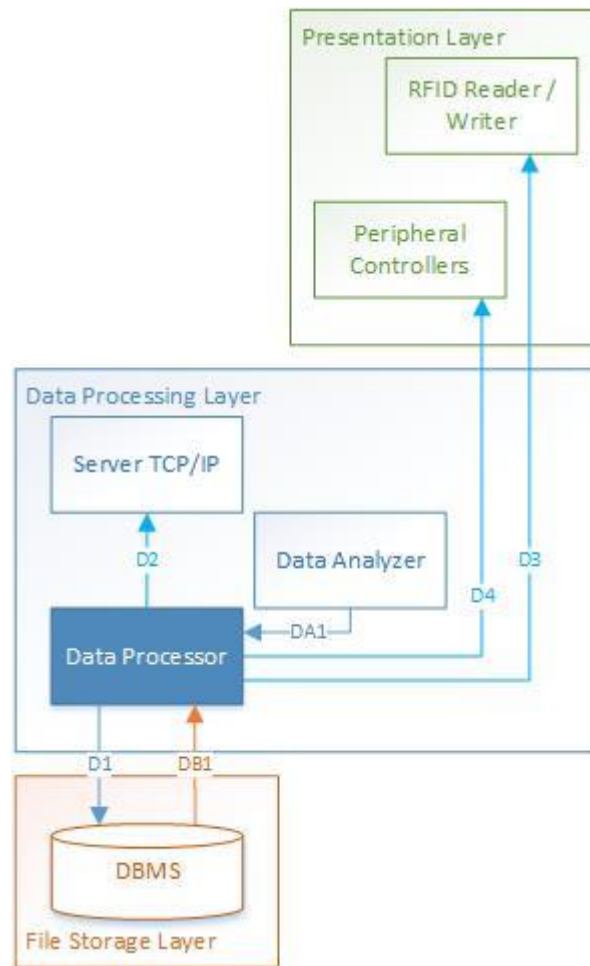 Presentation Layer
RFID Reader /
Writer
Peripheral
Controllers
Data Processing Layer
Server TCP/IP
Data Analyzer
D2
D3
D4
DA1
Data Processor
D1
DB1
DBMS
File Storage Layer